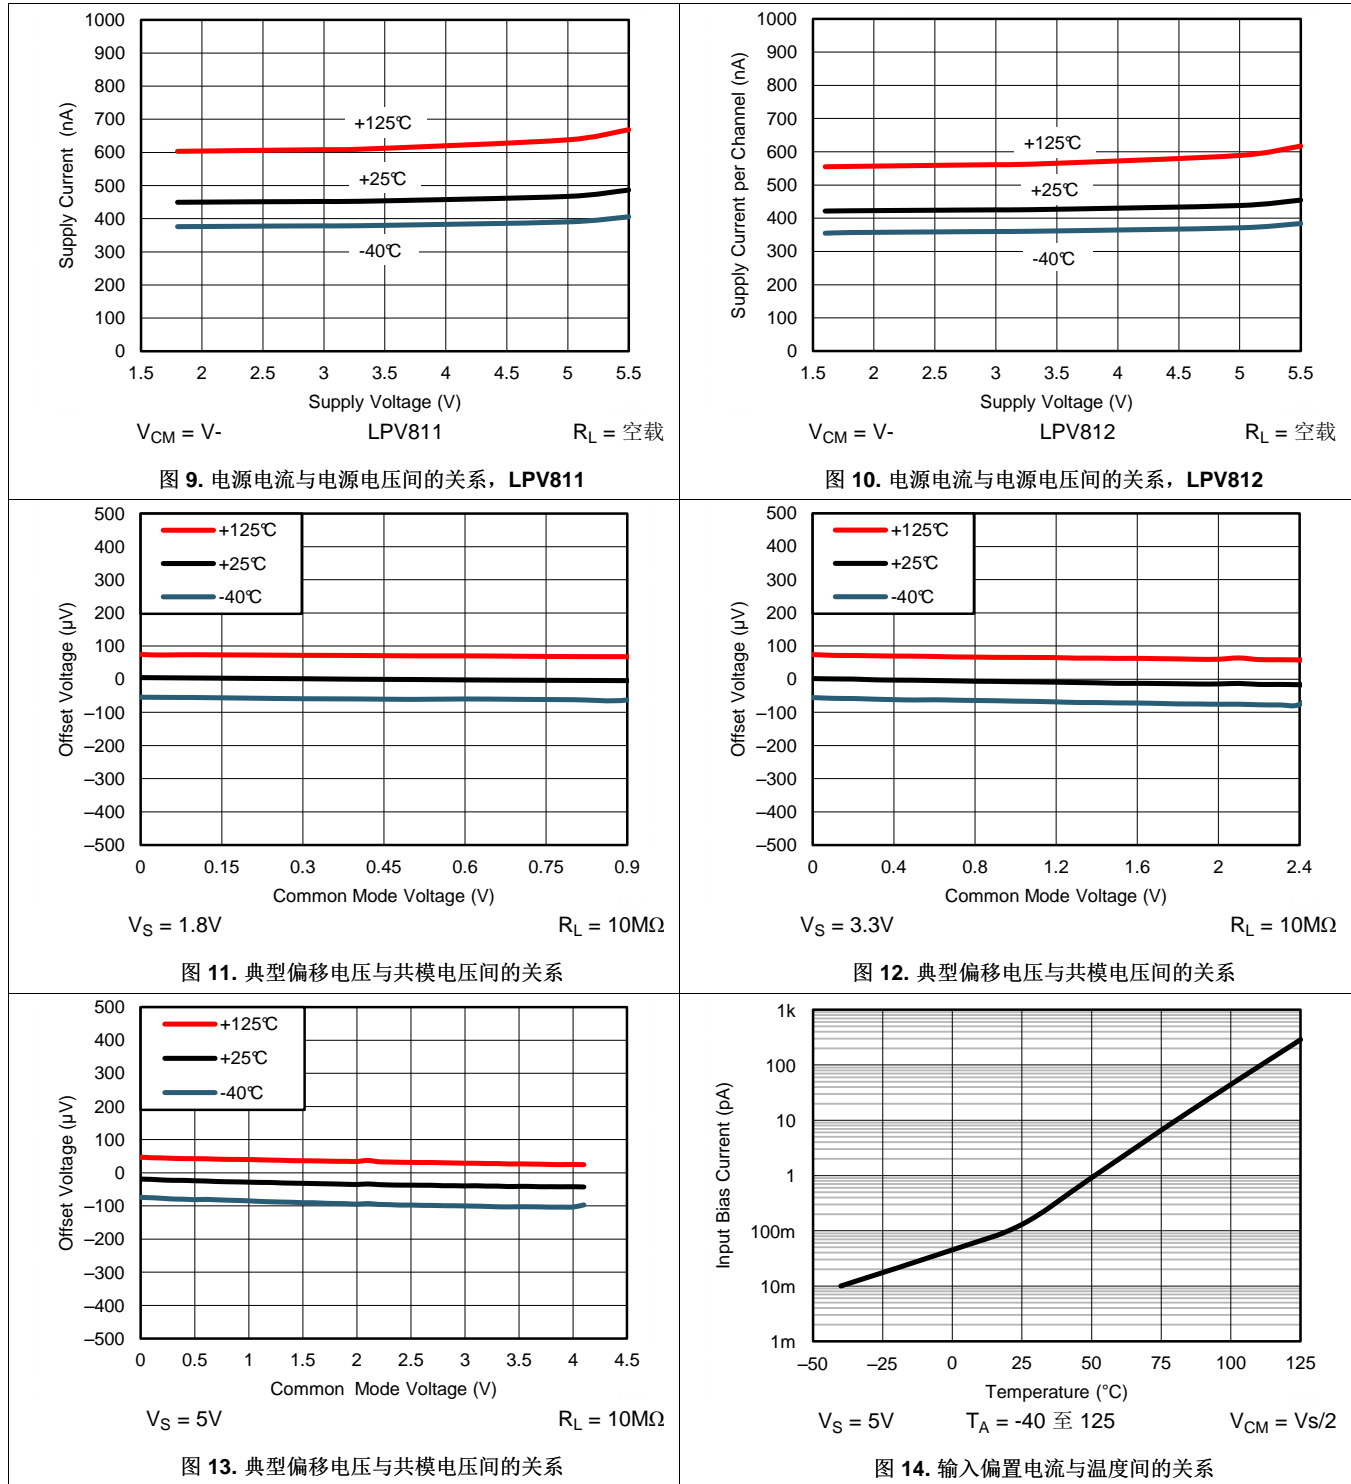 1000
900
800
700
600
500
400
300
200
100
0
Supply Current (nA)
+125℃
+25℃
-40℃
1.5 2 2.5 3 3.5 4 4.5 5 5.5
Supply Voltage (V)
VCM = V- LPV811 RL = 空载
图 9. 电源电流与电源电压间的关系，LPV811
1000
900
800
700
600
500
400
300
200
100
0
Supply Current per Channel (nA)
+125℃
+25℃
-40℃
1.5 2 2.5 3 3.5 4 4.5 5 5.5
Supply Voltage (V)
VCM = V- LPV812 RL = 空载
图 10. 电源电流与电源电压间的关系，LPV812
500
400
300
200
100
0
–100
–200
–300
–400
–500
Offset Voltage (µV)
+125℃
+25℃
-40℃
0 0.15 0.3 0.45 0.6 0.75 0.9
Common Mode Voltage (V)
VS = 1.8V RL = 10MΩ
图 11. 典型偏移电压与共模电压间的关系
500
400
300
200
100
0
–100
–200
–300
–400
–500
Offset Voltage (µV)
+125℃
+25℃
-40℃
0 0.4 0.8 1.2 1.6 2 2.4
Common Mode Voltage (V)
VS = 3.3V RL = 10MΩ
图 12. 典型偏移电压与共模电压间的关系
500
400
300
200
100
0
–100
–200
–300
–400
–500
Offset Voltage (µV)
+125℃
+25℃
-40℃
0 0.5 1 1.5 2 2.5 3 3.5 4 4.5
Common Mode Voltage (V)
VS = 5V RL = 10MΩ
图 13. 典型偏移电压与共模电压间的关系
1k
100
10
1
100m
10m
1m
Input Bias Current (pA)
–50 –25 0 25 50 75 100 125
Temperature (°C)
VS = 5V TA = -40 至 125 VCM = Vs/2
图 14. 输入偏置电流与温度间的关系